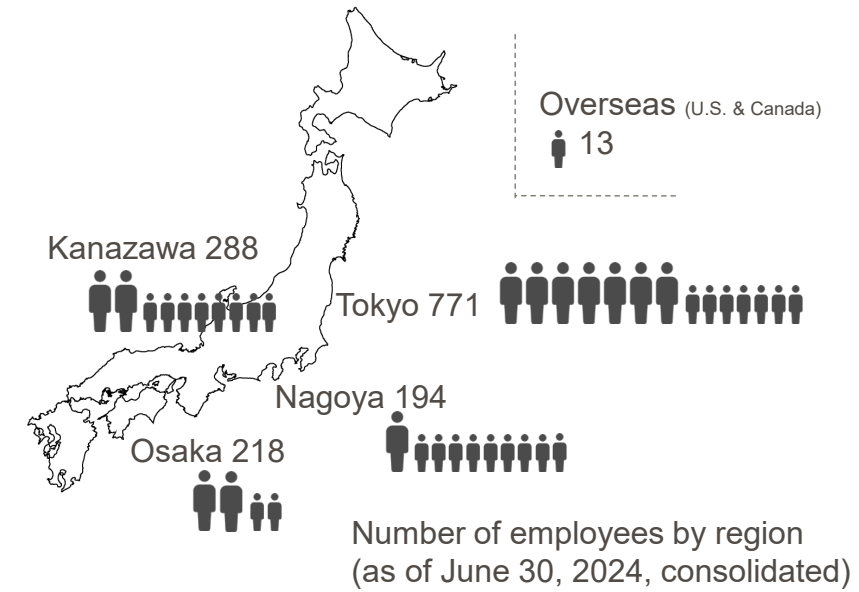 Overseas (U.S. & Canada)
13
Kanazawa 288
Tokyo 771
Nagoya 194
Osaka 218
Number of employees by region
(as of June 30, 2024, consolidated)